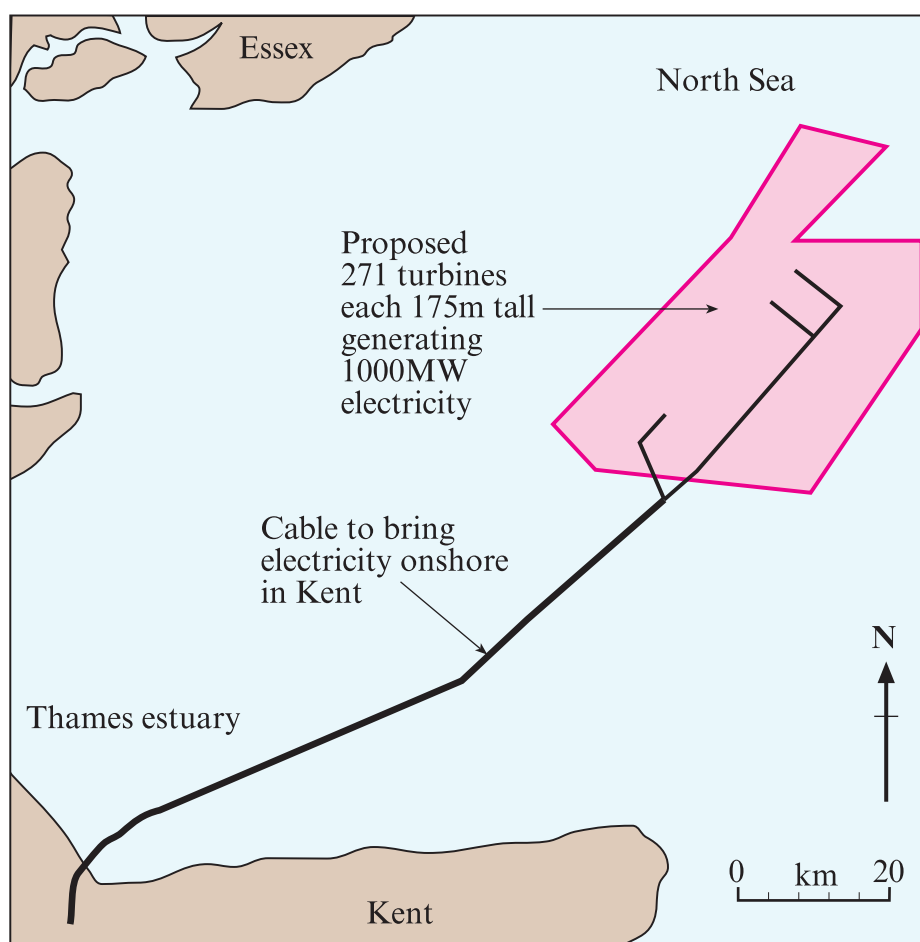 Essex
North Sea
Proposed
271 turbines
each 175m tall
generating
1000MW
electricity
Cable to bring
electricity onshore
in Kent
N
Thames estuary
0 km 20
Kent